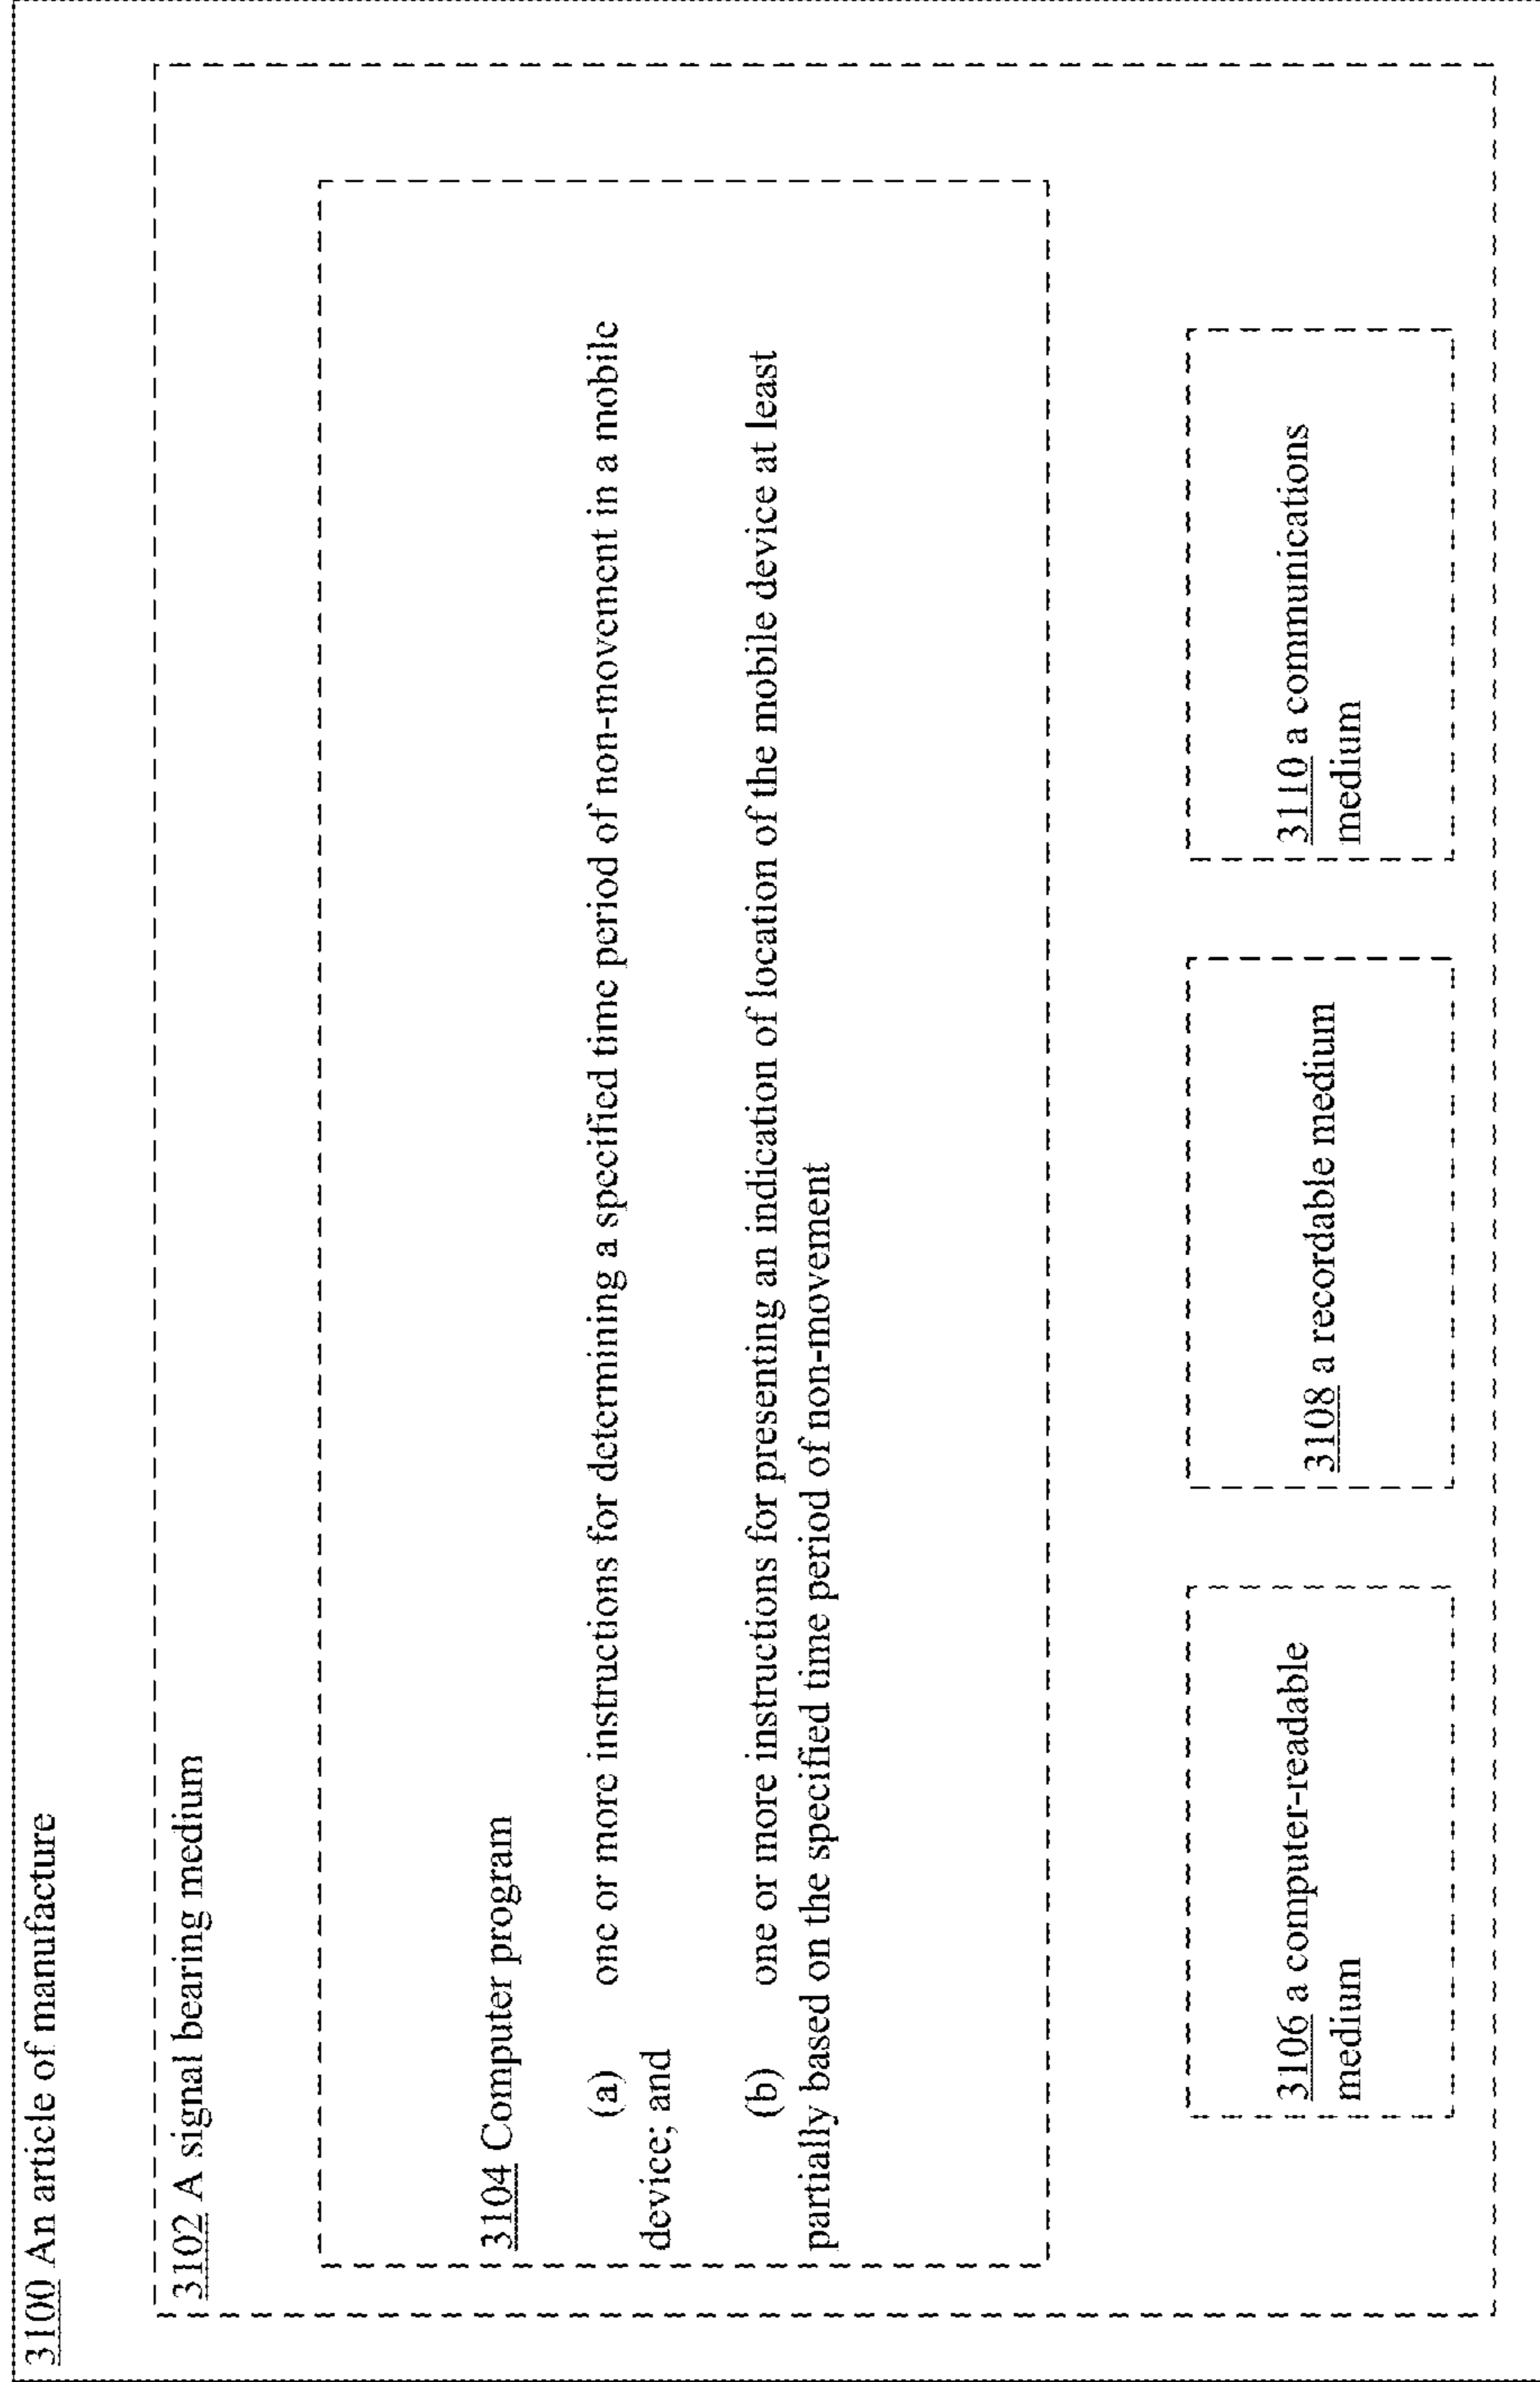 3100 An article of manufacture
3102 A signal bearing medium
3104 Computer program
(a) one or more instructions for determining a specified time period of non-movement in a mobile
device; and
(b) one or more instructions for presenting an indication of location of the mobile device at least
partially based on the specified time period of non-movement
3106 a computer-readable
medium
3108 a recordable medium
3110 a communications
medium